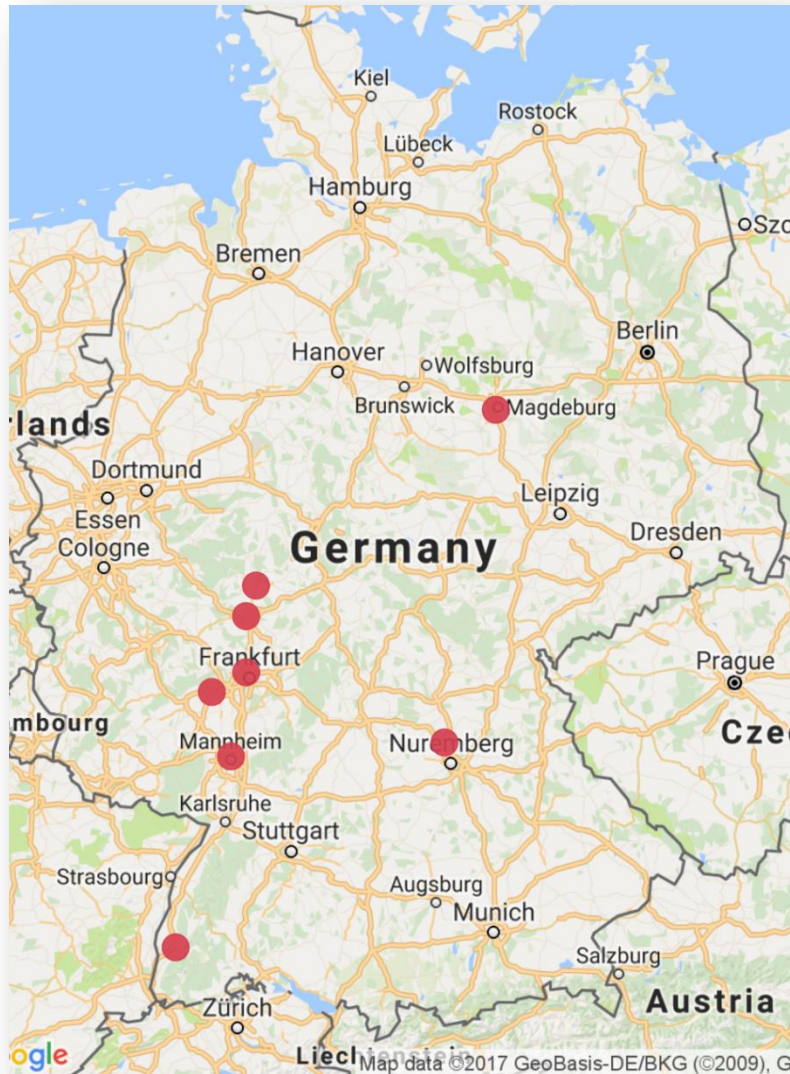 Kiel
Rostock
Lübeck
Hamburg
Szc
Bremen
Berlin
Hanover
Wolfsburg
Brunswick
Magdeburg
rlands
Dortmund
Leipzig
Essen
Cologne
Germany
Dresden
Frankfurt
Prague
mbourg
Cze
Mannheim
Nuremberg
Karlsruhe
Stuttgart
Strasbourg
Augsburg
Munich
Salzburg
Austria
Zürich
ogle
Liechtenstein
Map data ©2017 GeoBasis-DE/BKG (©2009), G